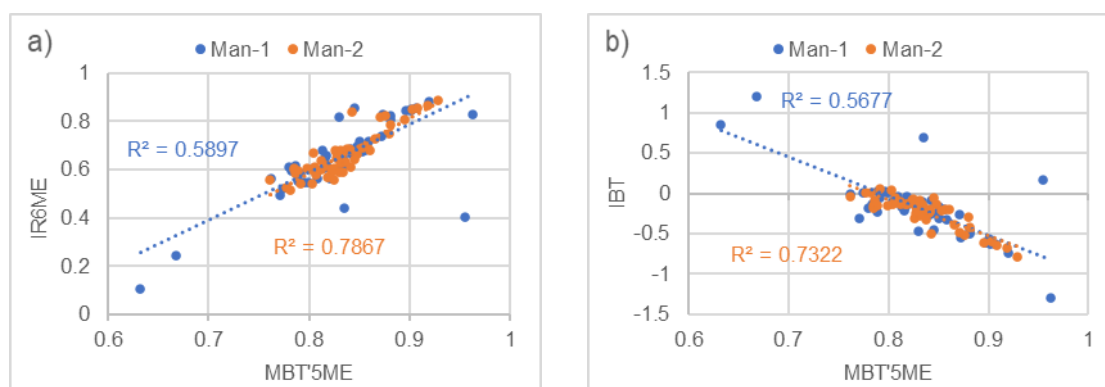 a)
Man-1 Man-2
1
0.8
0.6
0.4
0.2
0
R² = 0.5897
R² = 0.7867
IR6ME
0.6 0.7 0.8 0.9 1
MBT'5ME
b)
Man-1 Man-2
1.5
1
0.5
0
-0.5
-1
-1.5
R² = 0.5677
R² = 0.7322
IBT
0.6 0.7 0.8 0.9 1
MBT'5ME